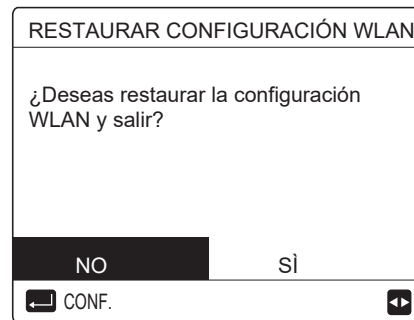 RESTAURAR CONFIGURACIÓN WLAN
¿Deseas restaurar la configuración
WLAN y salir?
NO SÌ
CONF.